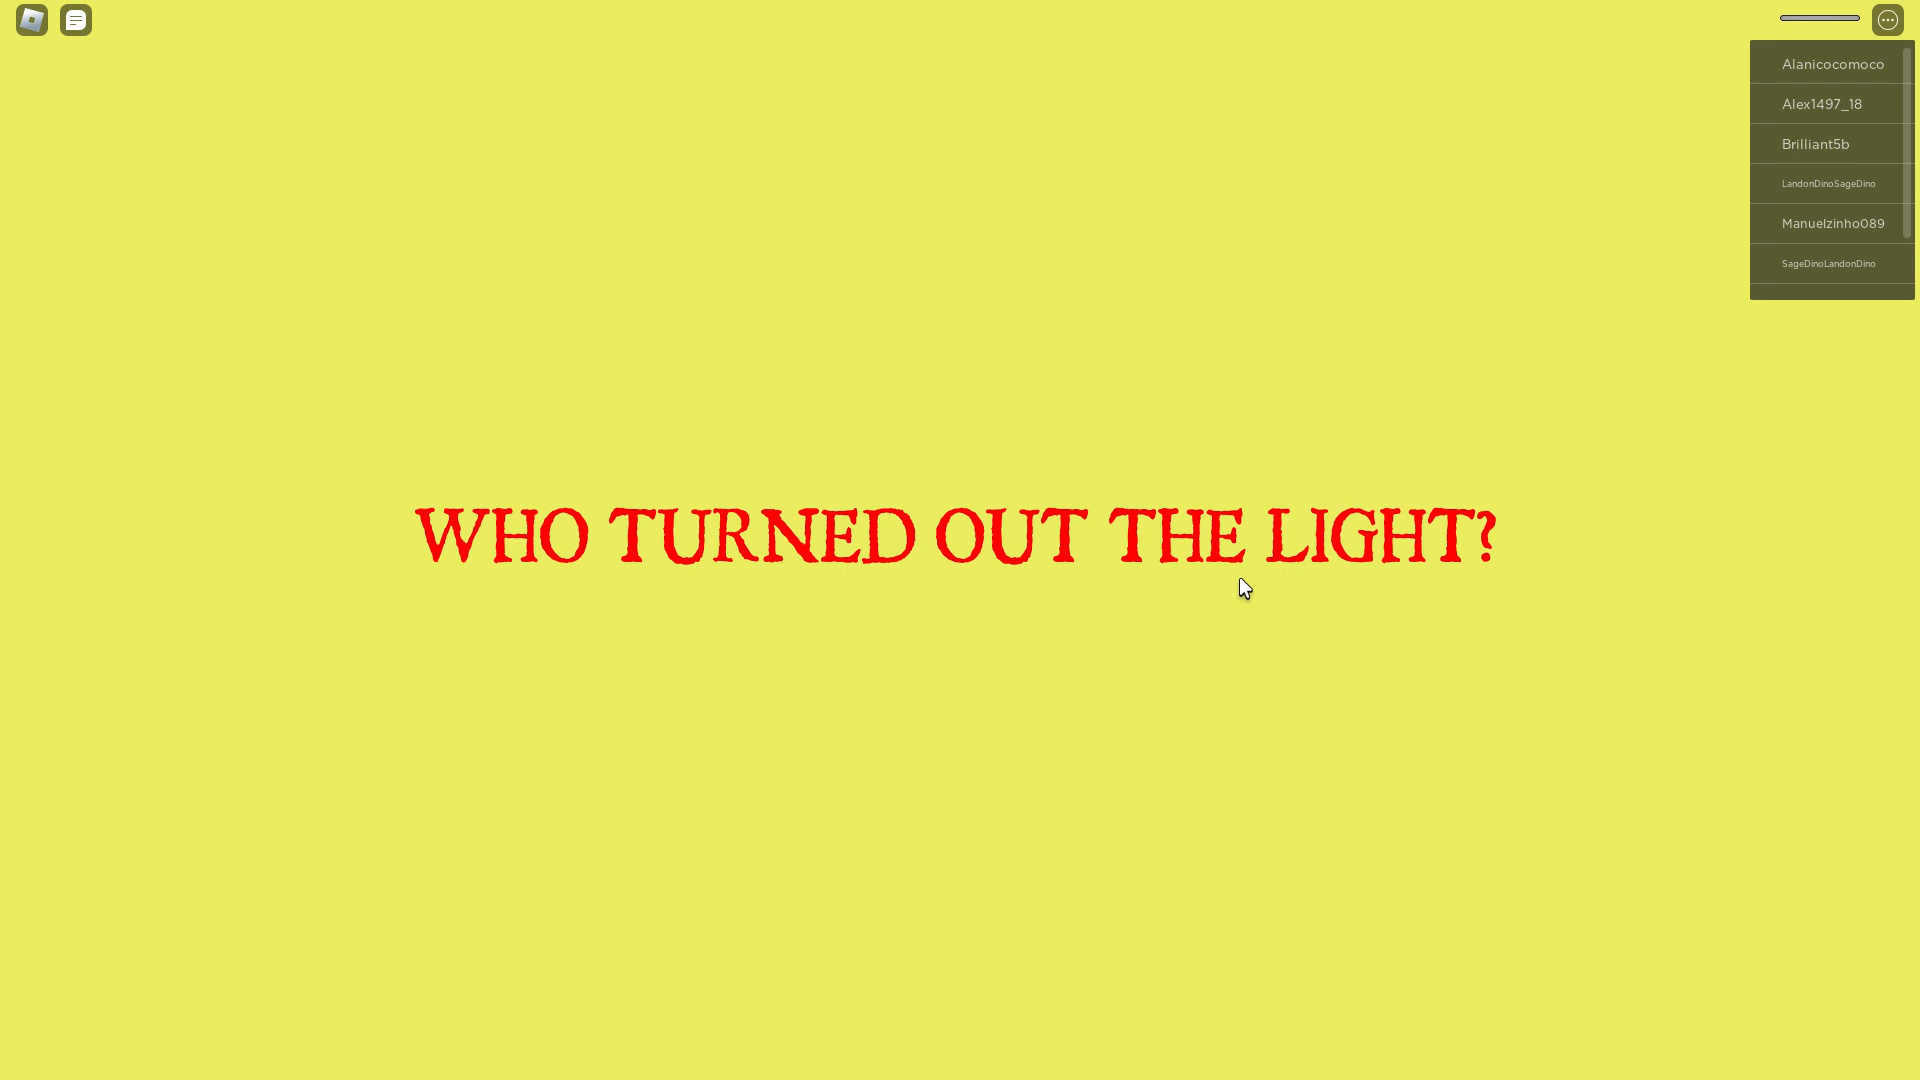 Alanicocomoco
Alex1497_18
Brilliant5b
LandonDinoSageDino
Manuelzinho089
SageDinoLandonDino
WHO TURNED OUT THE LIGHT?